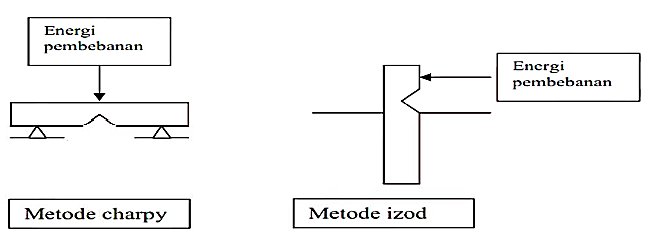 Energi
pembebanan
Energi
pembebanan
Metode charpy
Metode izod